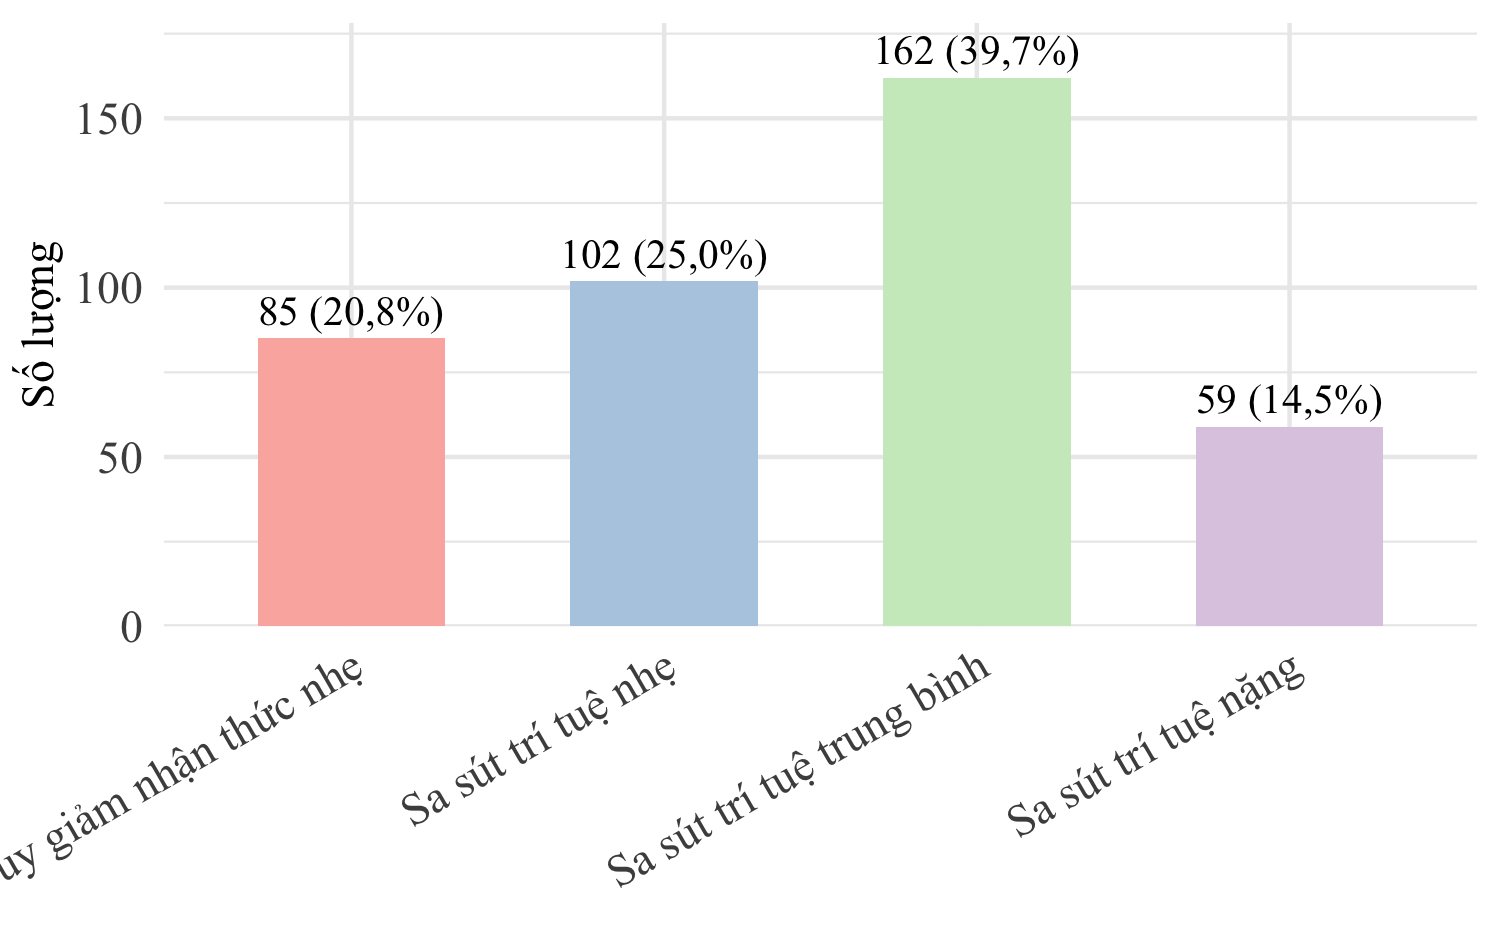 162 (39,7%)
150
102 (25,0%)
100
85 (20,8%)
Số lượng
59 (14,5%)
50
0
uy giảm nhận thức nhẹ
Sa sút trí tuệ nhẹ
Sa sút trí tuệ trung bình
Sa sút trí tuệ nặng